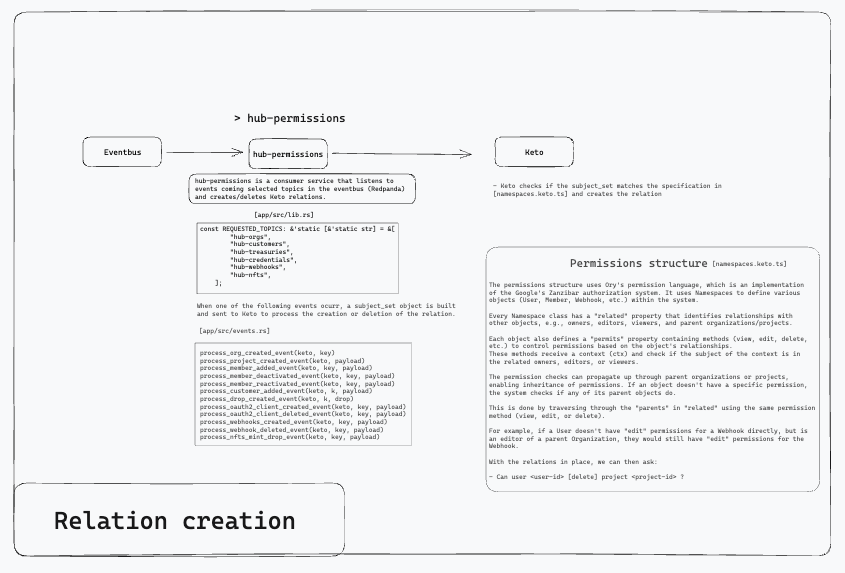 > hub-permissions
Eventbus
hub-permissions
Keto
hub-permissions is a consumer service that listens to
events coming selected topics in the eventbus (Redpanda)
and creates/deletes Keto relations.
- Keto checks if the subject_set matches the specification in
[namespaces.keto.ts] and creates the relation
[app/src/lib.rs]
const REQUESTED_TOPICS: &'static [&'static str] = &[
"hub-orgs",
"hub-customers",
"hub-treasuries",
"hub-credentials",
"hub-webhooks",
"hub-nfts",
];
When one of the following events ocurr, a subject_set object is built
and sent to Keto to process the creation or deletion of the relation.
[app/src/events.rs]
process_org_created_event(keto, key)
process_project_created_event(keto, payload)
process_member_added_event(keto, payload)
process_member_deactivated_event(keto, key, payload)
process_member_reactivated_event(keto, key, payload)
process_customer_added_event(keto, k, payload)
process_drop_created_event(keto, k, drop)
process_oauth2_client_created_event(keto, key, payload)
process_oauth2_client_deleted_event(keto, key, payload)
process_webhooks_created_event(keto, key, payload)
process_webhook_deleted_event(keto, key, payload)
process_nfts_mint_drop_event(keto, key, payload)
Permissions structure [namespaces.keto.ts]
The permissions structure uses Ory's permission language, which is an implementation
of the Google's Zanzibar authorization system. It uses Namespaces to define various
objects (User, Member, Webhook, etc.) within the system.
Every Namespace class has a "related" property that identifies relationships with
other objects, e.g., owners, editors, viewers, and parent organizations/projects.
Each object also defines a "permits" property containing methods (view, edit, delete,
etc.) to control permissions based on the object's relationships.
These methods receive a context (ctx) and check if the subject of the context is in
the related owners, editors, or viewers.
The permission checks can propagate up through parent organizations or projects,
enabling inheritance of permissions. If an object doesn't have a specific permission,
the system checks if any of its parent objects do.
This is done by traversing through the "parents" in "related" using the same permission
method (view, edit, or delete).
For example, if a User doesn't have "edit" permissions for a Webhook directly, but is
an editor of a parent Organization, they would still have "edit" permissions for the
Webhook.
With the relations in place, we can then ask:
- Can user <user-id> [delete] project <project-id> ?
Relation creation